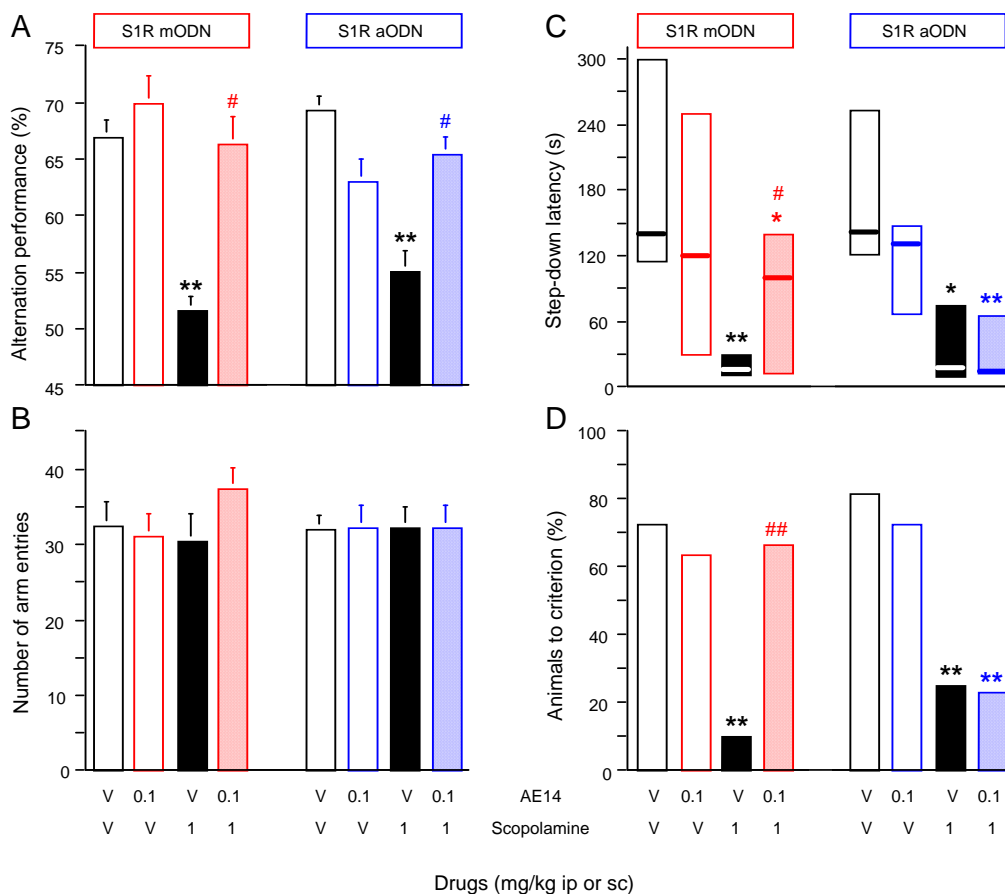 A
S1R mODN
S1R aODN
Alternation performance (%)
75
70
65
60
55
50
45
**
#
**
#
B
Number of arm entries
40
30
20
10
0
V 0.1 V 0.1 V 0.1 V 0.1
V V 1 1 V V 1 1
C
S1R mODN
S1R aODN
Step-down latency (s)
300
240
180
120
60
0
**
#
*
*
**
D
Animals to criterion (%)
100
80
60
40
20
0
**
##
**
**
AE14
V 0.1 V 0.1 V 0.1 V 0.1
Scopolamine
V V 1 1 V V 1 1
Drugs (mg/kg ip or sc)